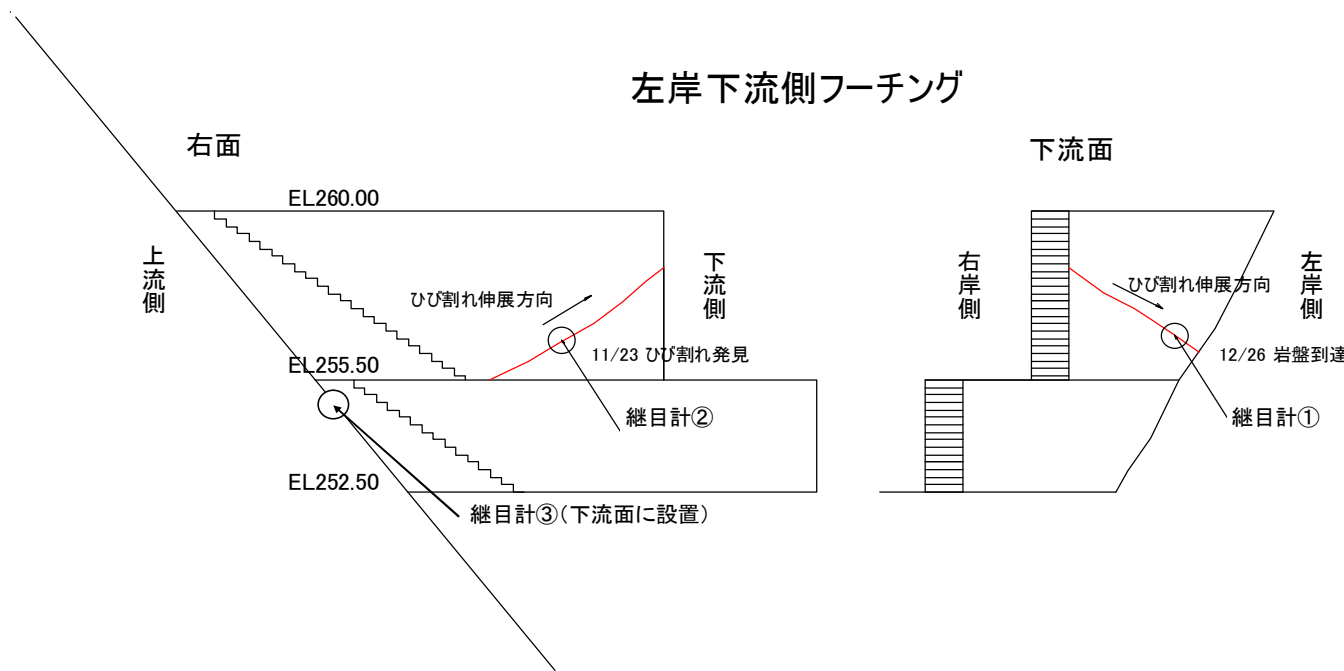 左岸下流側フーチング
右面
下流面
EL260.00
上流側
下流側
ひび割れ伸展方向
11/23 ひび割れ発見
EL255.50
継目計②
EL252.50
継目計③(下流面に設置)
右岸側
左岸側
ひび割れ伸展方向
12/26 岩盤到達
継目計①